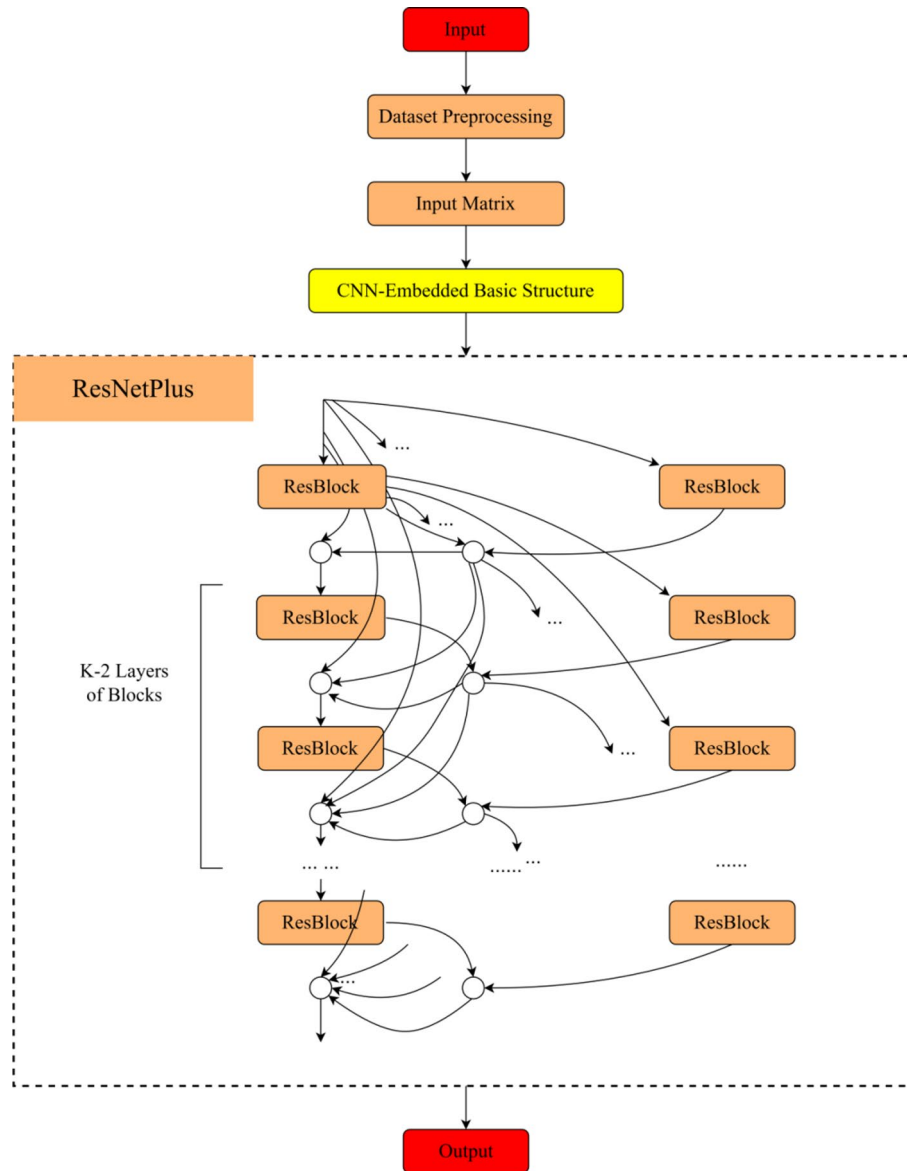 Input
Dataset Preprocessing
Input Matrix
CNN-Embedded Basic Structure
ResNetPlus
...
ResBlock
ResBlock
...
ResBlock
...
ResBlock
K-2 Layers
of Blocks
ResBlock
...
ResBlock
... ...
......
...
......
ResBlock
ResBlock
...
Output